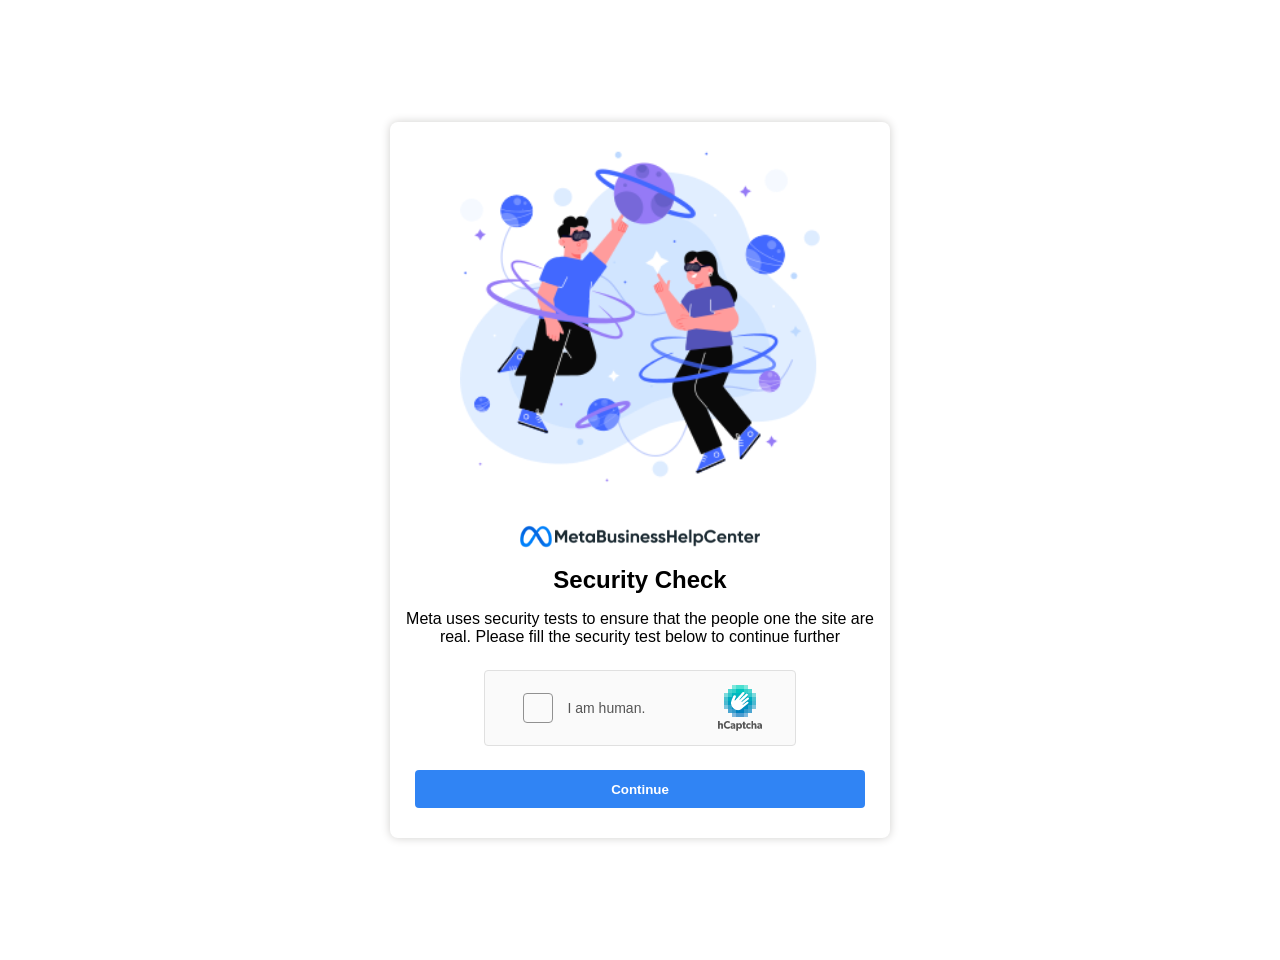 MetaBusinessHelpCenter
Security Check
Meta uses security tests to ensure that the people one the site are
real. Please fill the security test below to continue further
I am human.
hCaptcha
Continue